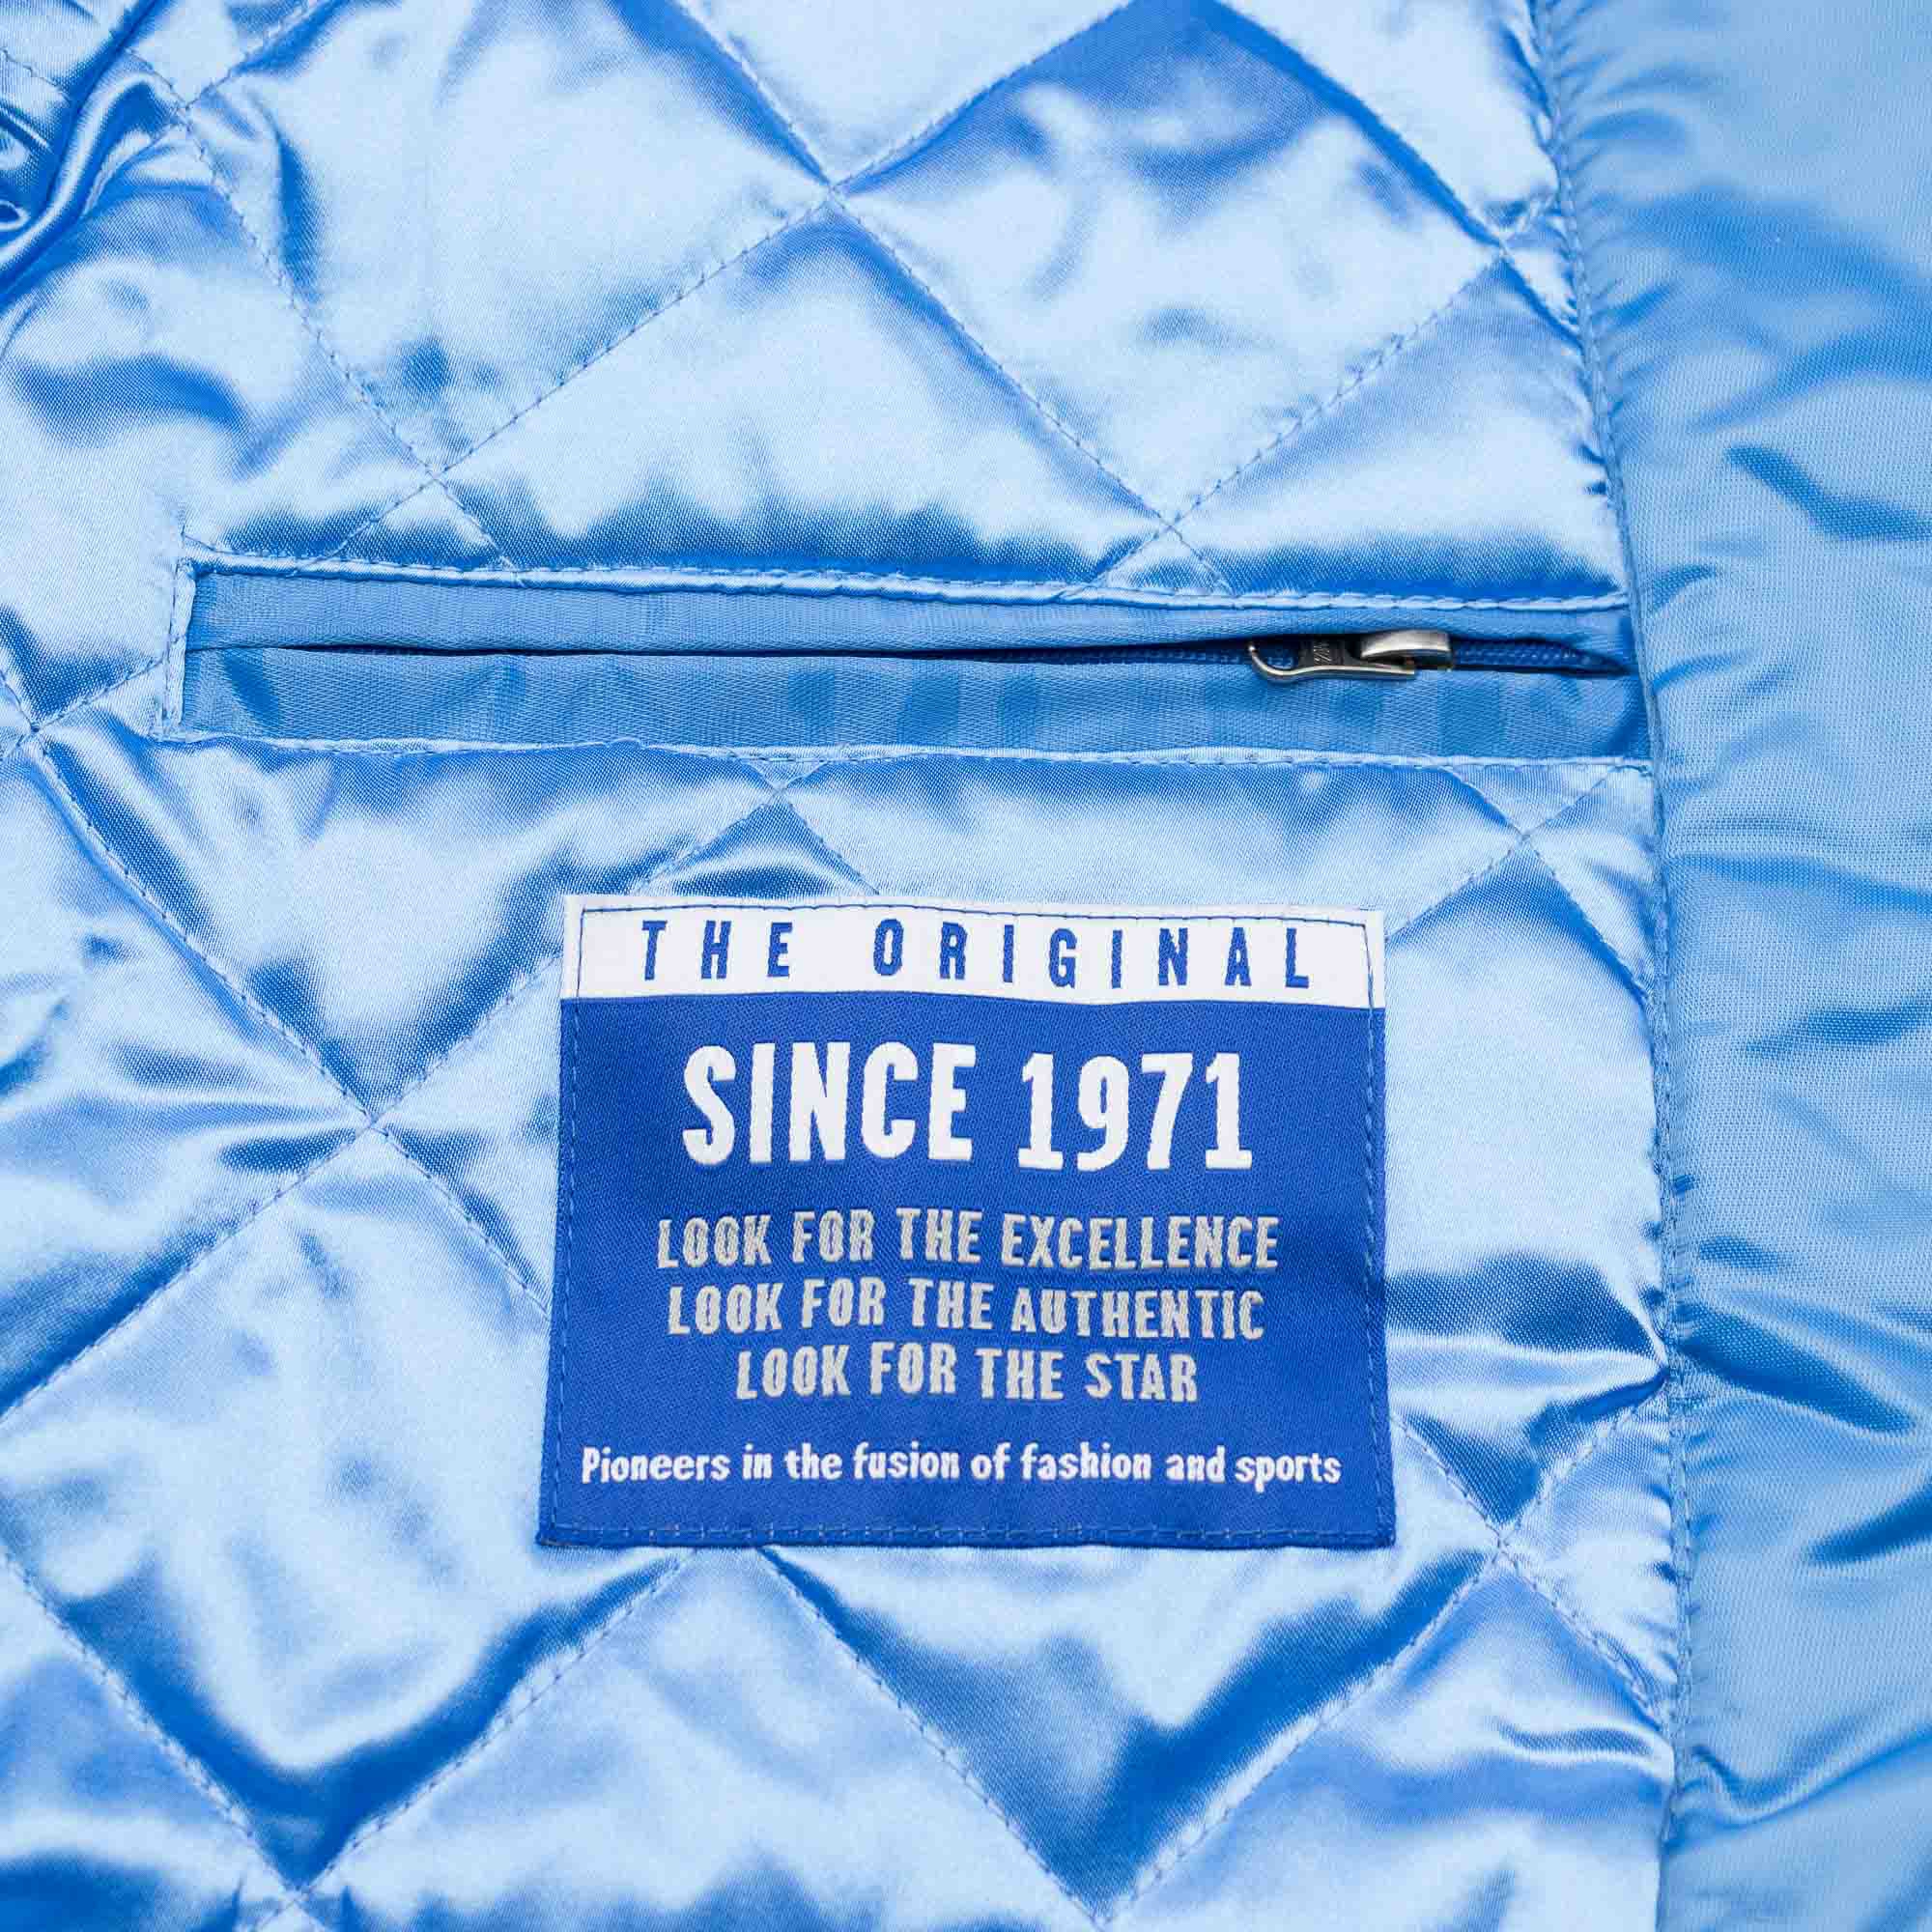 THE ORIGINAL
SINCE 1971
LOOK FOR THE EXCELLENCE
LOOK FOR THE AUTHENTIC
LOOK FOR THE STAR
Pioneers in the fusion of fashion and sports